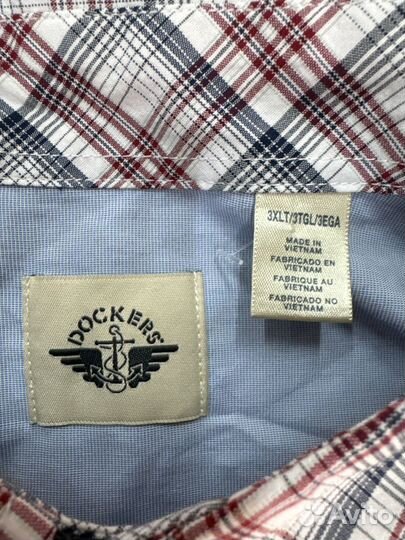 DOCKERS
3XLT/3TGL/3EGA
MADE IN
VIETNAM
FABRICADO EN
VIETNAM
FABRIQUE AU
VIETNAM
FABRICADO NO
VIETNAM
Avito